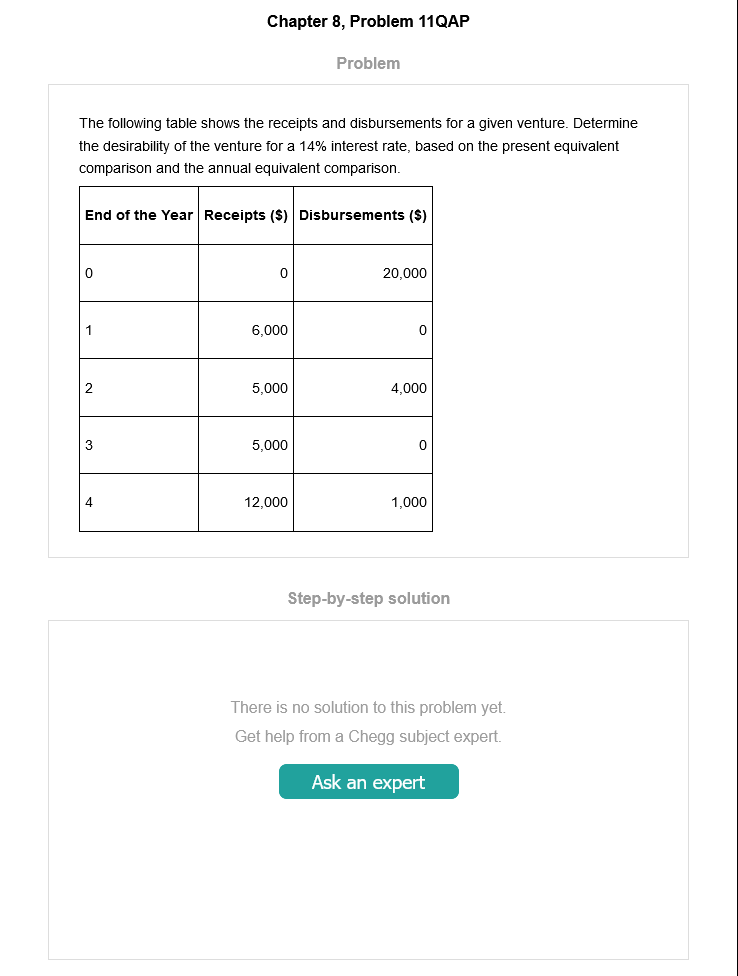 Chapter 8, Problem 11QAP
Problem
The following table shows the receipts and disbursements for a given venture. Determine
the desirability of the venture for a 14% interest rate, based on the present equivalent
comparison and the annual equivalent comparison.
End of the Year Receipts ($) Disbursements ($)
0 0 20,000
1 6,000 0
2 5,000 4,000
3 5,000 0
4 12,000 1,000
Step-by-step solution
There is no solution to this problem yet.
Get help from a Chegg subject expert.
Ask an expert